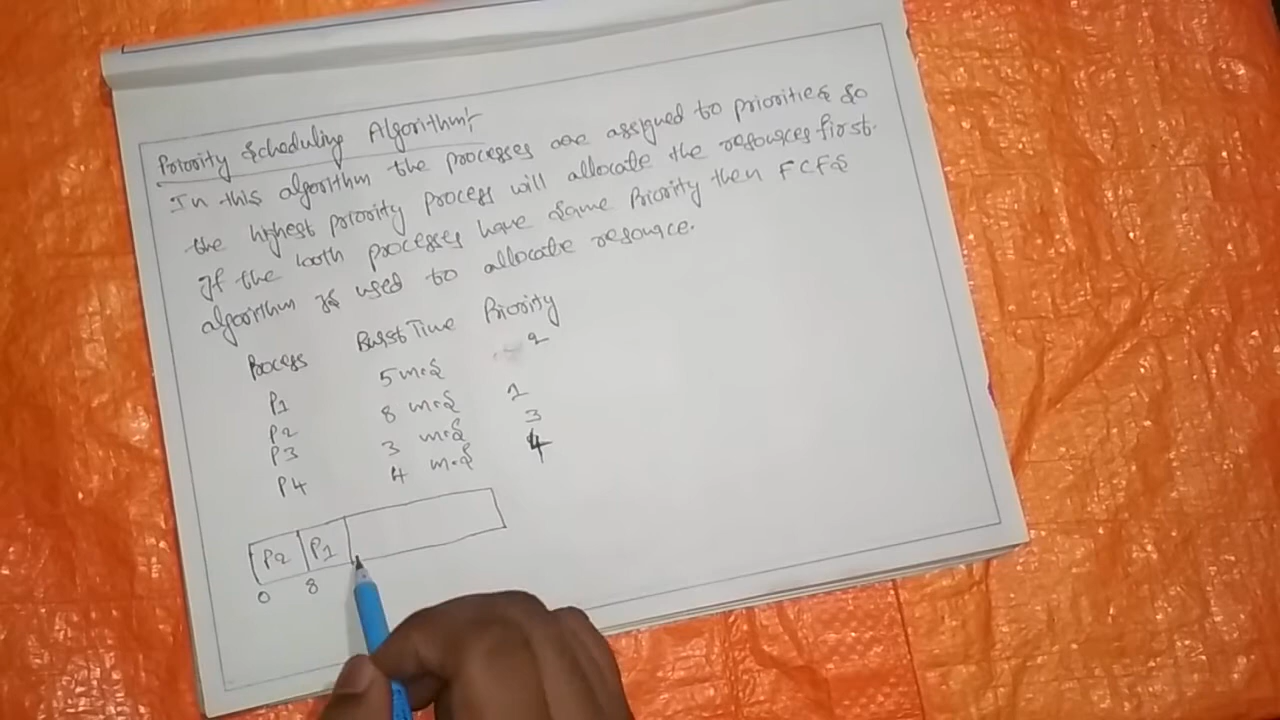 Priority Scheduling Algorithm:
In this algorithm the processes are assigned to priorities so
the highest priority process will allocate the resources first.
If the both processes have same Priority then FCFS
algorithm is used to allocate resource.
Process Burst Time Priority
P1 5 m.s 2
P2 8 m.s 1
P3 3 m.s 3
P4 4 m.s 4
P2 P1
0 8